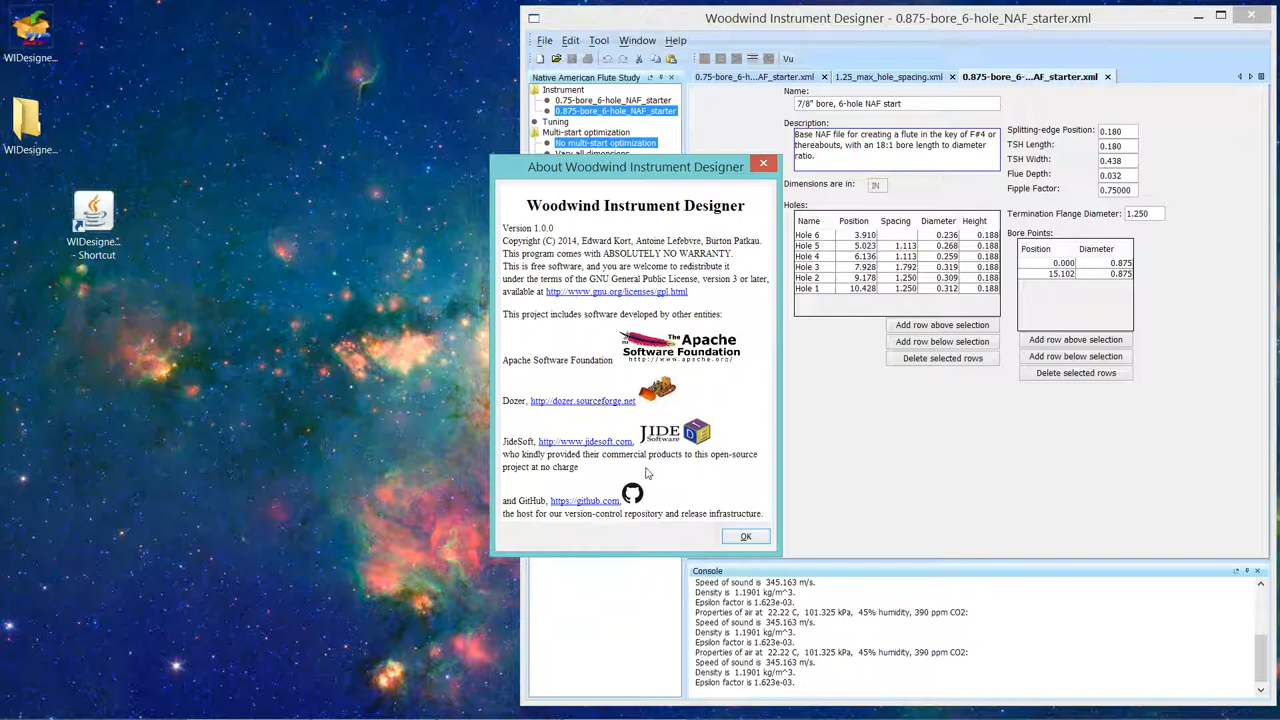 WIDesigne...
WIDesigne...
WIDesigne...
- Shortcut
Woodwind Instrument Designer - 0.875-bore_6-hole_NAF_starter.xml
File Edit Tool Window Help
Vu
Native American Flute Study
Instrument
0.75-bore_6-hole_NAF_starter
0.875-bore_6-hole_NAF_starter
Tuning
Multi-start optimization
No multi-start optimization
Vary all dimensions
0.75-bore_6-h...AF_starter.xml 1.25_max_hole_spacing.xml 0.875-bore_6-...AF_starter.xml
Name:
7/8" bore, 6-hole NAF start
Description:
Base NAF file for creating a flute in the key of F#4 or
thereabouts, with an 18:1 bore length to diameter
ratio.
Dimensions are in: IN
Splitting-edge Position: 0.180
TSH Length: 0.180
TSH Width: 0.438
Flue Depth: 0.032
Fipple Factor: 0.75000
Holes:
Name Position Spacing Diameter Height
Hole 6 3.910 0.236 0.188
Hole 5 5.023 1.113 0.268 0.188
Hole 4 6.136 1.113 0.259 0.188
Hole 3 7.928 1.792 0.319 0.188
Hole 2 9.178 1.250 0.309 0.188
Hole 1 10.428 1.250 0.312 0.188
Add row above selection
Add row below selection
Delete selected rows
Termination Flange Diameter: 1.250
Bore Points:
Position Diameter
0.000 0.875
15.102 0.875
Add row above selection
Add row below selection
Delete selected rows
About Woodwind Instrument Designer
Woodwind Instrument Designer
Version 1.0.0
Copyright (C) 2014, Edward Kort, Antoine Lefebvre, Burton Patkau.
This program comes with ABSOLUTELY NO WARRANTY.
This is free software, and you are welcome to redistribute it
under the terms of the GNU General Public License, version 3 or later,
available at http://www.gnu.org/licenses/gpl.html
This project includes software developed by other entities:
The Apache
Software Foundation
http://www.apache.org/
Apache Software Foundation
Dozer, http://dozer.sourceforge.net
JIDE
Software
JideSoft, http://www.jidesoft.com,
who kindly provided their commercial products to this open-source
project at no charge
and GitHub, https://github.com,
the host for our version-control repository and release infrastructure.
OK
Console
Speed of sound is 345.163 m/s.
Density is 1.1901 kg/m^3.
Epsilon factor is 1.623e-03.
Properties of air at 22.22 C, 101.325 kPa, 45% humidity, 390 ppm CO2:
Speed of sound is 345.163 m/s.
Density is 1.1901 kg/m^3.
Epsilon factor is 1.623e-03.
Properties of air at 22.22 C, 101.325 kPa, 45% humidity, 390 ppm CO2:
Speed of sound is 345.163 m/s.
Density is 1.1901 kg/m^3.
Epsilon factor is 1.623e-03.